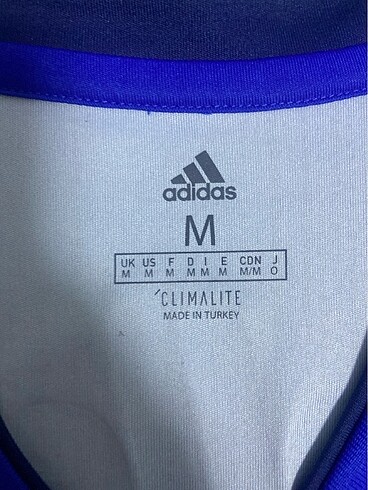 adidas
M
UK US F D I E CDN J
M M M M M M M/M O
CLIMALITE
MADE IN TURKEY